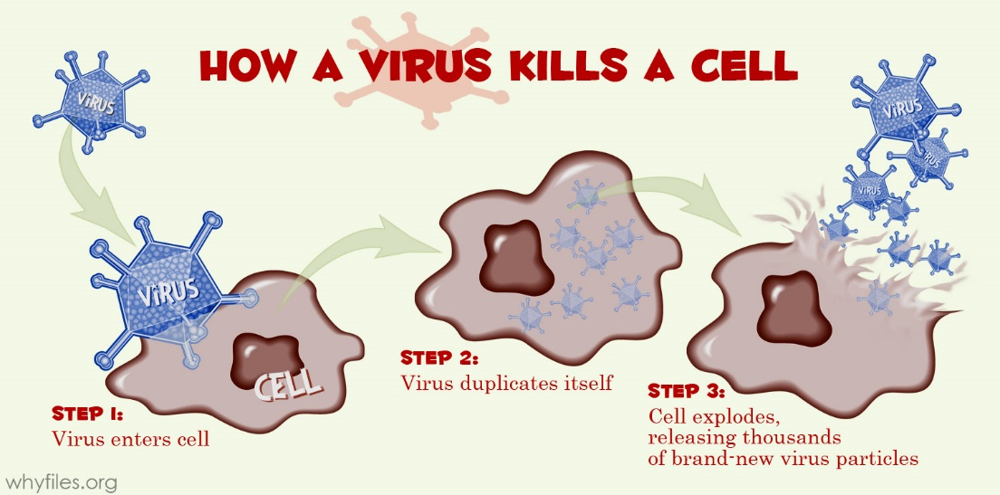 HOW A VIRUS KILLS A CELL
ViRUS
ViRUS
CELL
STEP 1:
Virus enters cell
STEP 2:
Virus duplicates itself
ViRUS
ViRUS
ViRUS
STEP 3:
Cell explodes,
releasing thousands
of brand-new virus particles
whyfiles.org